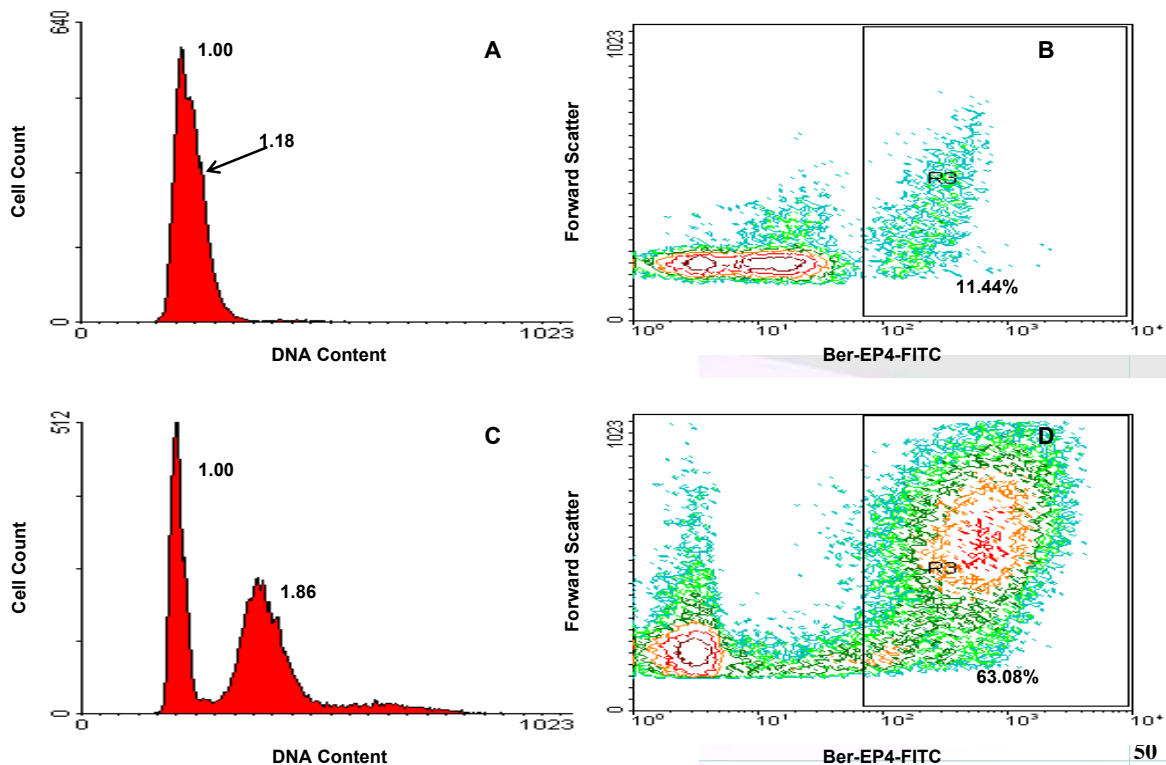 640
Cell Count
0
1.00
1.18
A
0
1023
DNA Content
1023
Forward Scatter
0
B
R3
11.44%
10⁰
10¹
10²
10³
10⁴
Ber-EP4-FITC
512
Cell Count
0
1.00
1.86
C
0
1023
DNA Content
1023
Forward Scatter
0
D
R3
63.08%
10⁰
10¹
10²
10³
10⁴
Ber-EP4-FITC
50